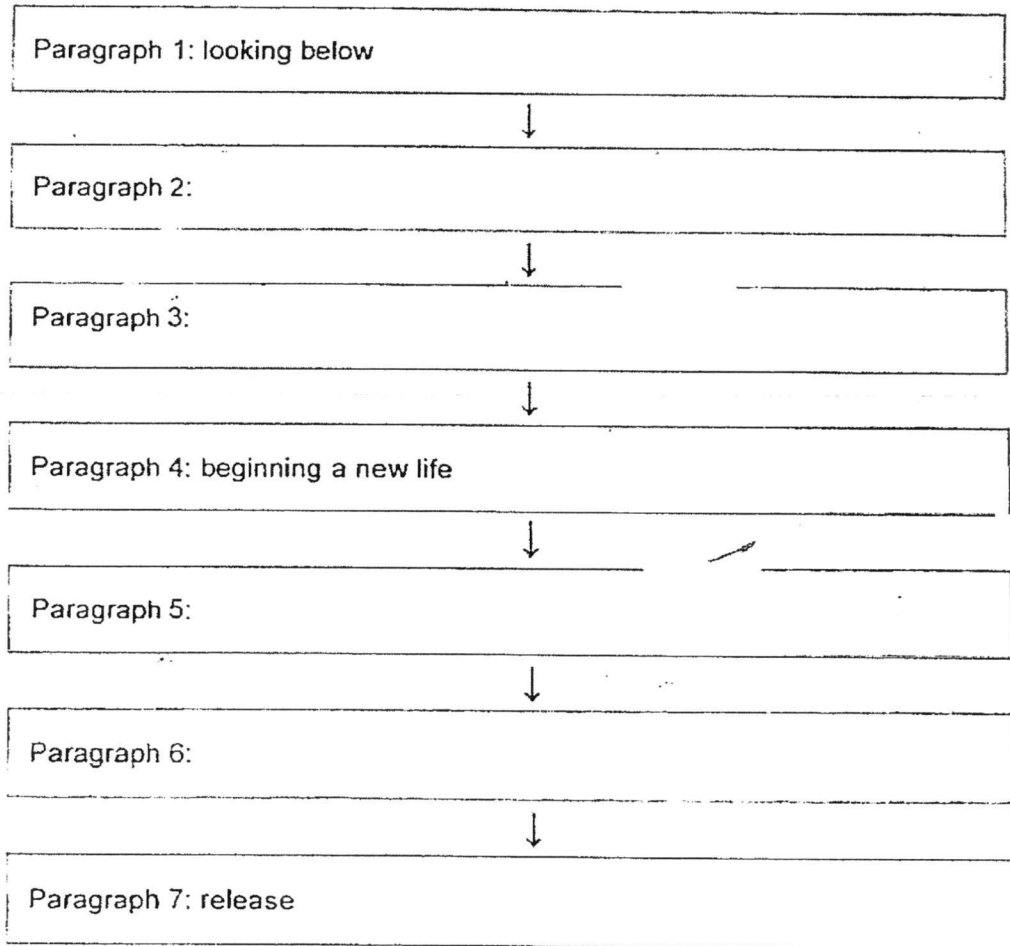 Paragraph 1: looking below
Paragraph 2:
Paragraph 3:
Paragraph 4: beginning a new life
Paragraph 5:
Paragraph 6:
Paragraph 7: release